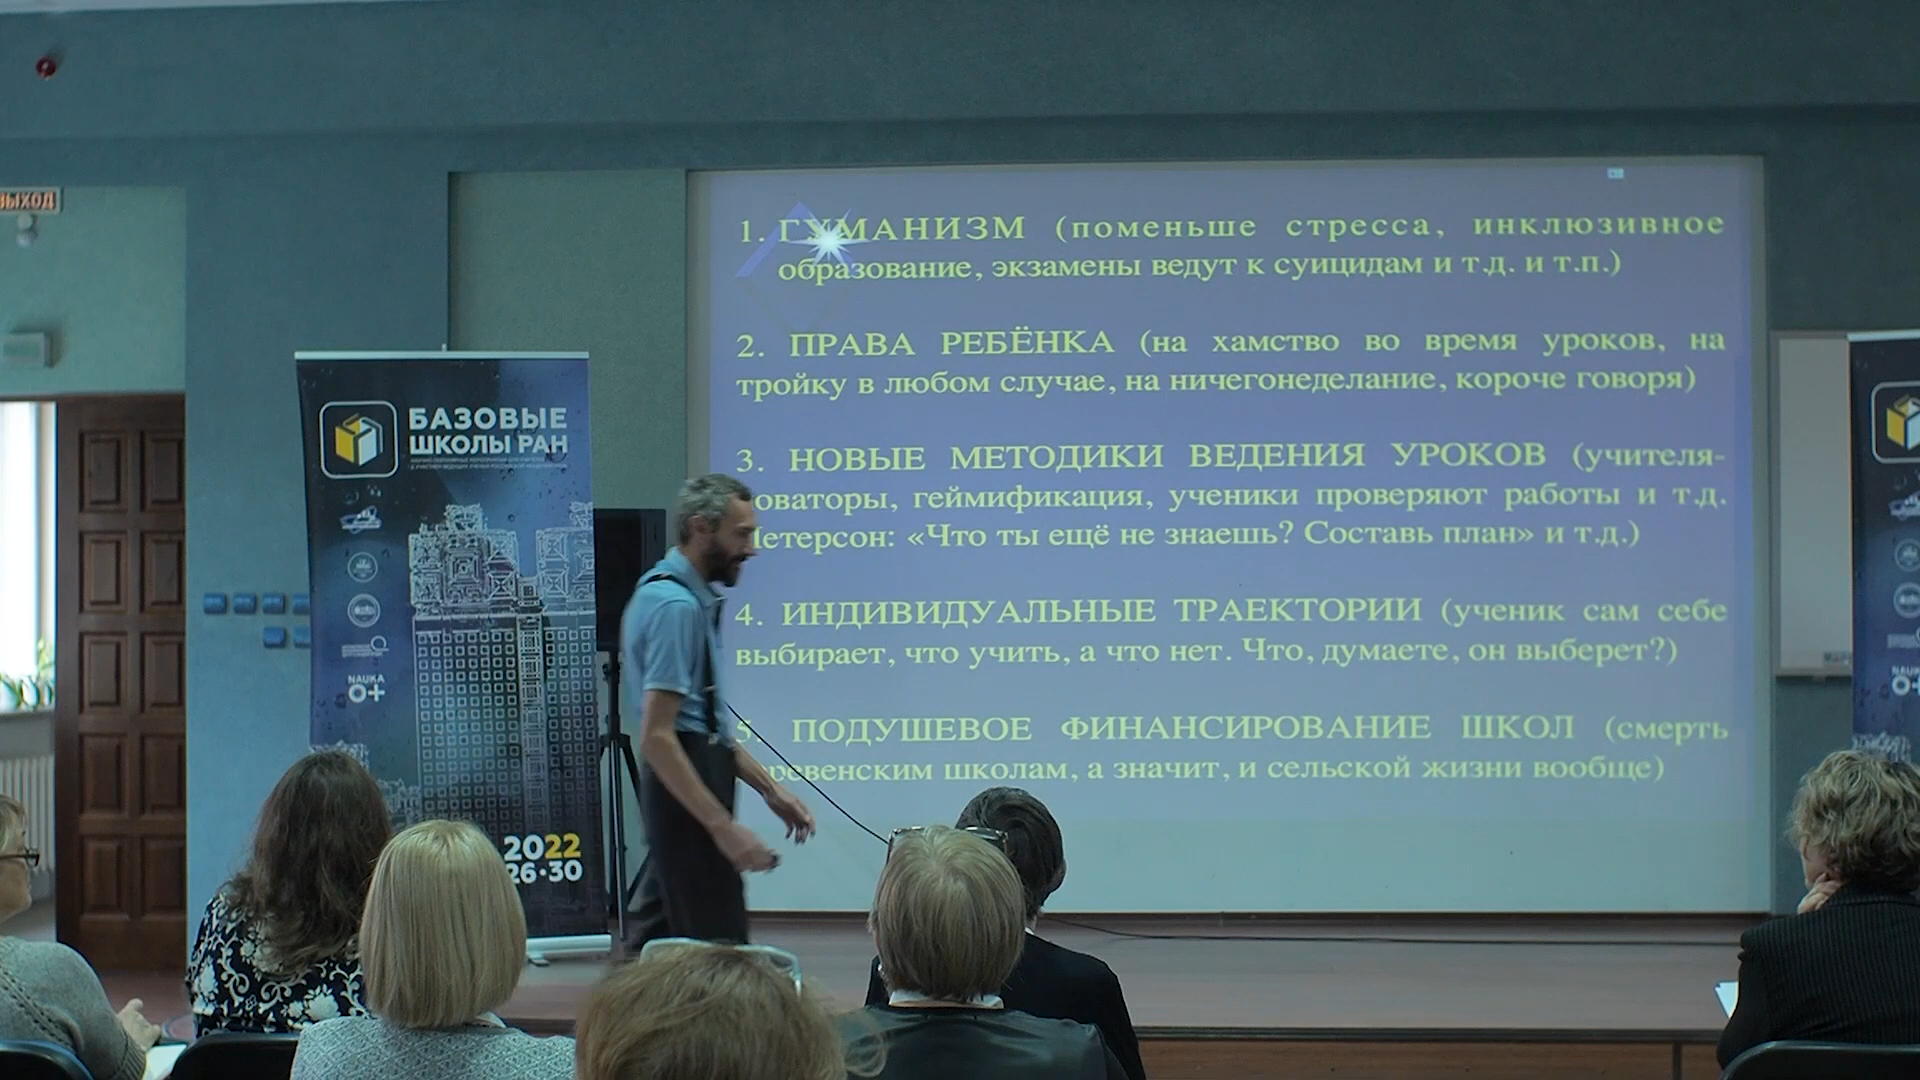 ВЫХОД
БАЗОВЫЕ
ШКОЛЫ РАН
NAUKA
0+
2022
26•30
1. ГУМАНИЗМ (поменьше стресса, инклюзивное
образование, экзамены ведут к суицидам и т.д. и т.п.)
2. ПРАВА РЕБЁНКА (на хамство во время уроков, на
тройку в любом случае, на ничегонеделание, короче говоря)
3. НОВЫЕ МЕТОДИКИ ВЕДЕНИЯ УРОКОВ (учителя-
оваторы, геймификация, ученики проверяют работы и т.д.
Петерсон: «Что ты ещё не знаешь? Составь план» и т.д.)
4. ИНДИВИДУАЛЬНЫЕ ТРАЕКТОРИИ (ученик сам себе
выбирает, что учить, а что нет. Что, думаете, он выберет?)
5 ПОДУШЕВОЕ ФИНАНСИРОВАНИЕ ШКОЛ (смерть
ревенским школам, а значит, и сельской жизни вообще)
NAUK
0+